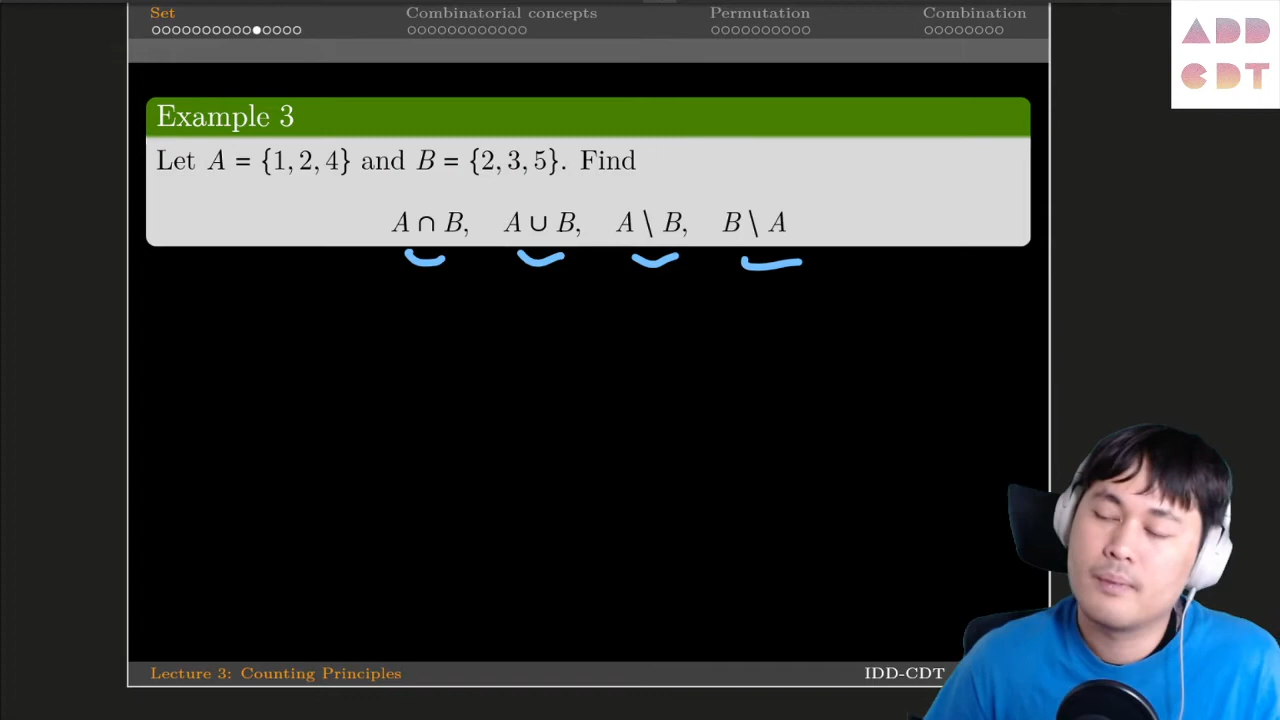 Set Combinatorial concepts Permutation Combination
ADD
CDT
Example 3
Let A = {1, 2, 4} and B = {2, 3, 5}. Find
A ∩ B, A ∪ B, A \ B, B \ A
Lecture 3: Counting Principles IDD-CDT